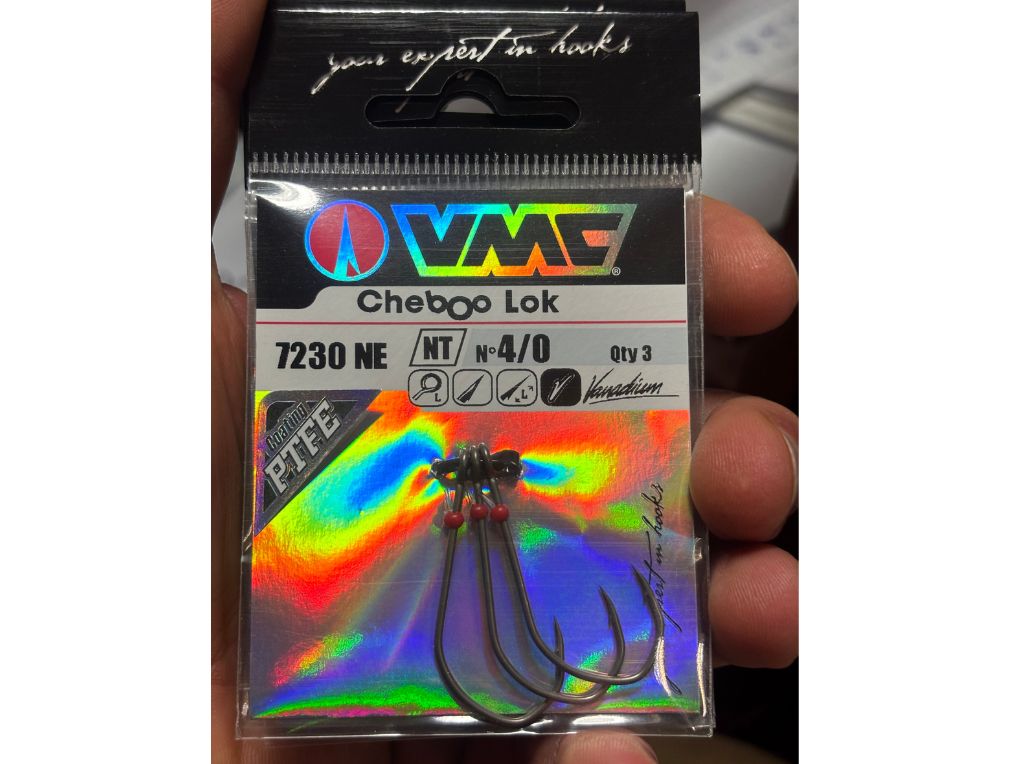 your expert in hooks
VMC®
Cheboo Lok
7230 NE NT N° 4/0 Qty 3
L L Vanadium
Coating
PTFE
expert in hooks